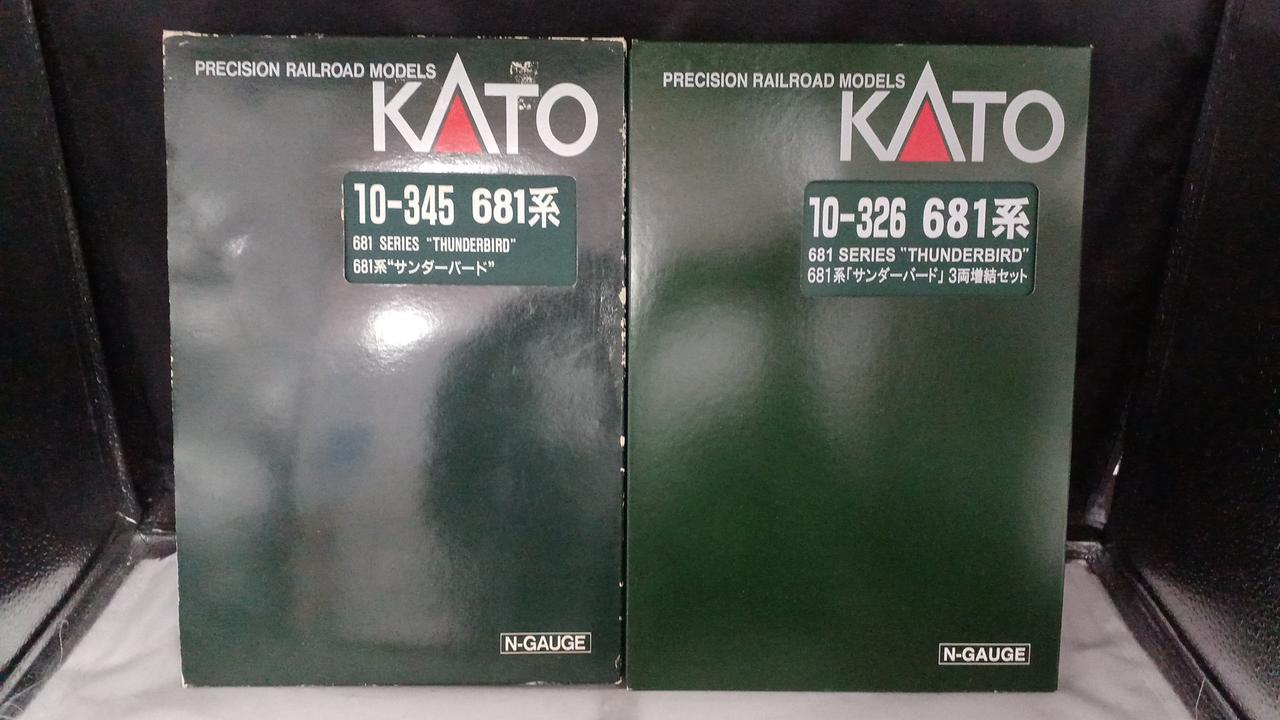 PRECISION RAILROAD MODELS
KATO
10-345 681系
681 SERIES "THUNDERBIRD"
681系"サンダーバード"
N-GAUGE
PRECISION RAILROAD MODELS
KATO
10-326 681系
681 SERIES "THUNDERBIRD"
681系「サンダーバード」3両増結セット
N-GAUGE